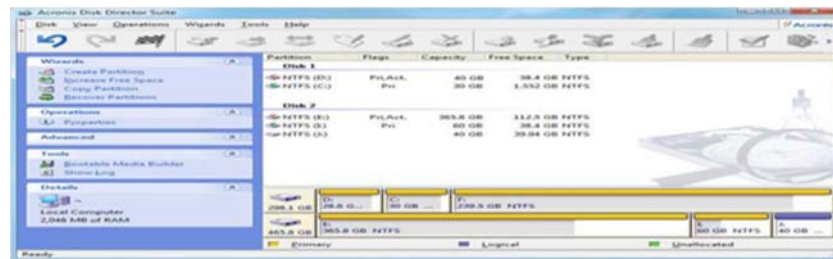 Acronis Disk Director Suite
Disk View Operations Wizards Tools Help
Acronis
Wizards
Create Partition
Increase Free Space
Copy Partition
Recover Partitions
Operations
Properties
Advanced
Tools
Bootable Media Builder
Show Log
Details
Local Computer
2,048 MB of RAM
Partition Flags Capacity Free Space Type
Disk 1
NTFS (D:) Pri,Act. 40 GB 38.4 GB NTFS
NTFS (C:) Pri 30 GB 1.552 GB NTFS
Disk 2
NTFS (E:) Pri,Act. 365.8 GB 112.5 GB NTFS
NTFS Pri 60 GB 38.4 GB NTFS
NTFS 40 GB 39.94 GB NTFS
298.1 GB
D:
C:
F:
239.5 GB NTFS
465.8 GB
E:
365.8 GB NTFS
60 GB NTFS
40 GB ...
Primary Logical Unallocated
Ready